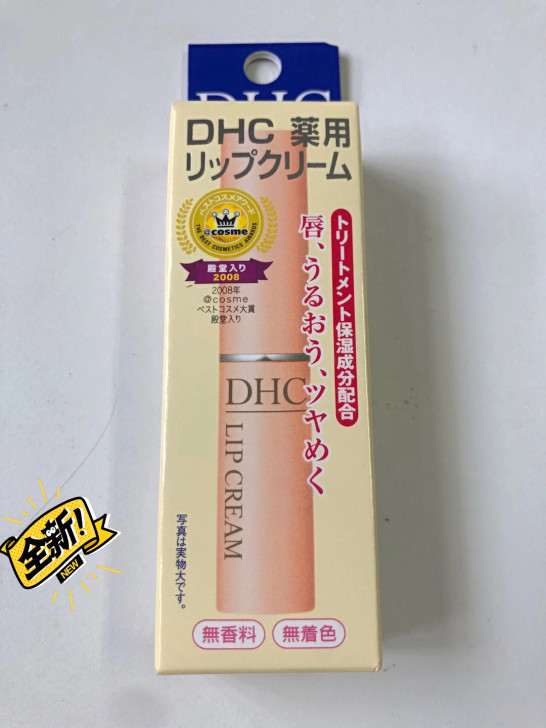 DHC
DHC 薬用
リップクリーム
ベストコスメアワード
@cosme
THE BEST COSMETICS AWARDS
殿堂入り
2008
2008年
@cosme
ベストコスメ大賞
殿堂入り
トリートメント保湿成分配合
唇、うるおう、ツヤめく
DHC
LIP CREAM
写真は実物大です。
無香料
無着色
全新!
NEW